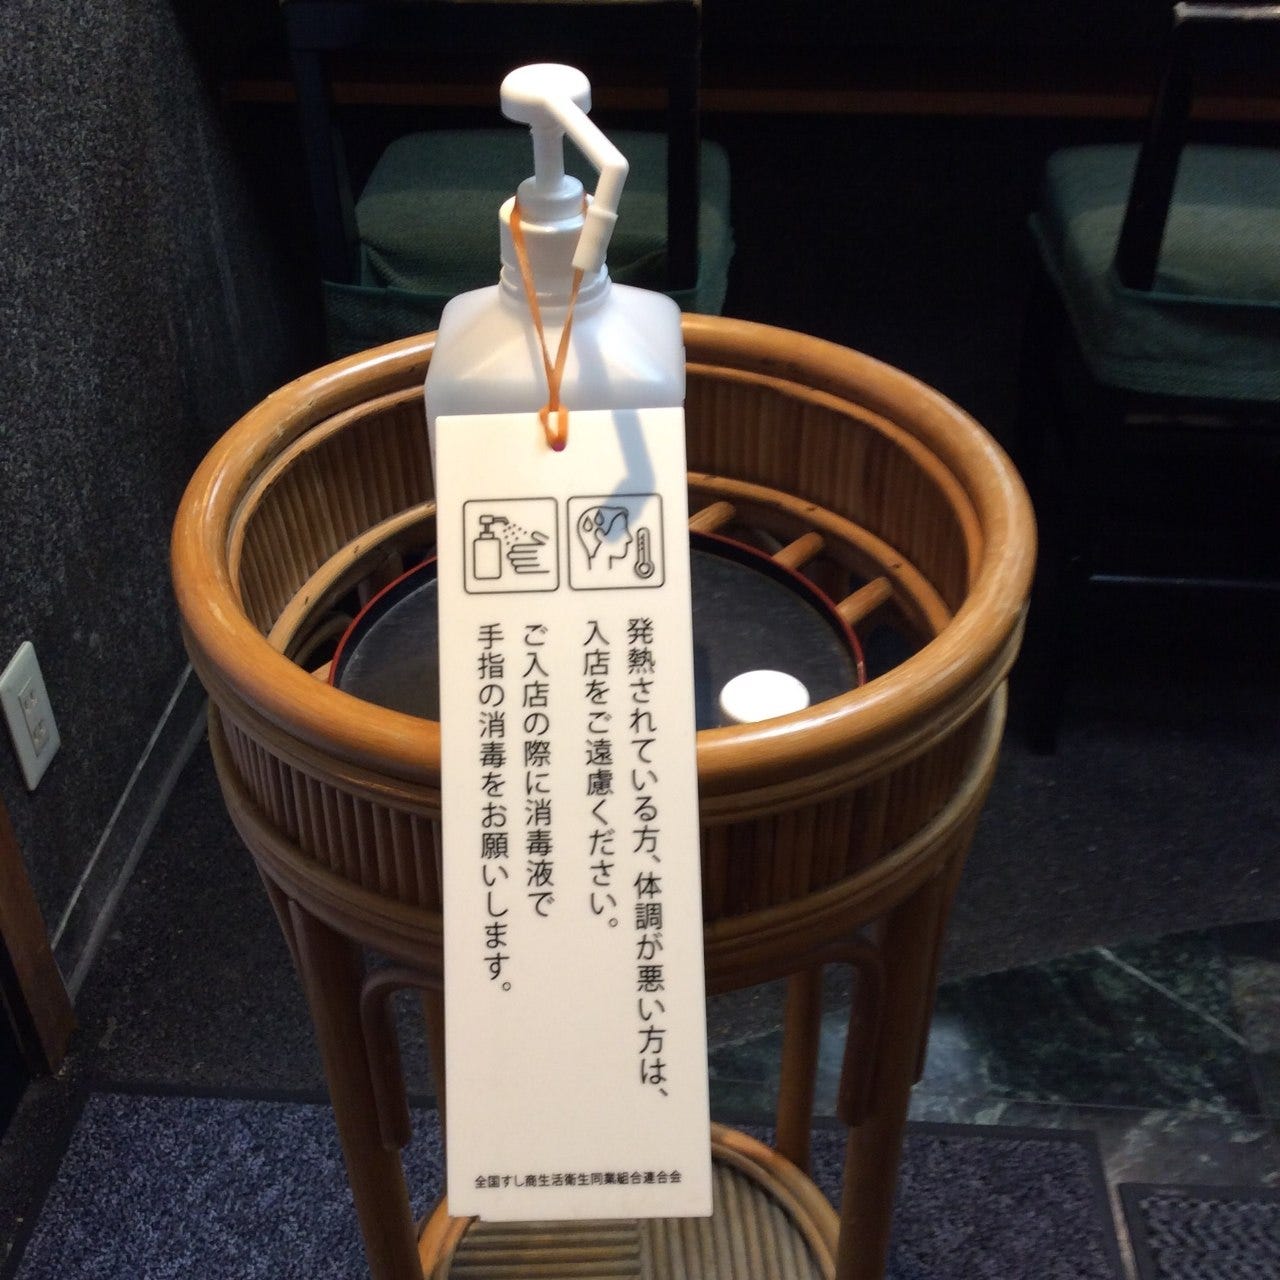 発熱されている方、体調が悪い方は、
入店をご遠慮ください。
ご入店の際に消毒液で
手指の消毒をお願いします。
全国すし商生活衛生同業組合連合会